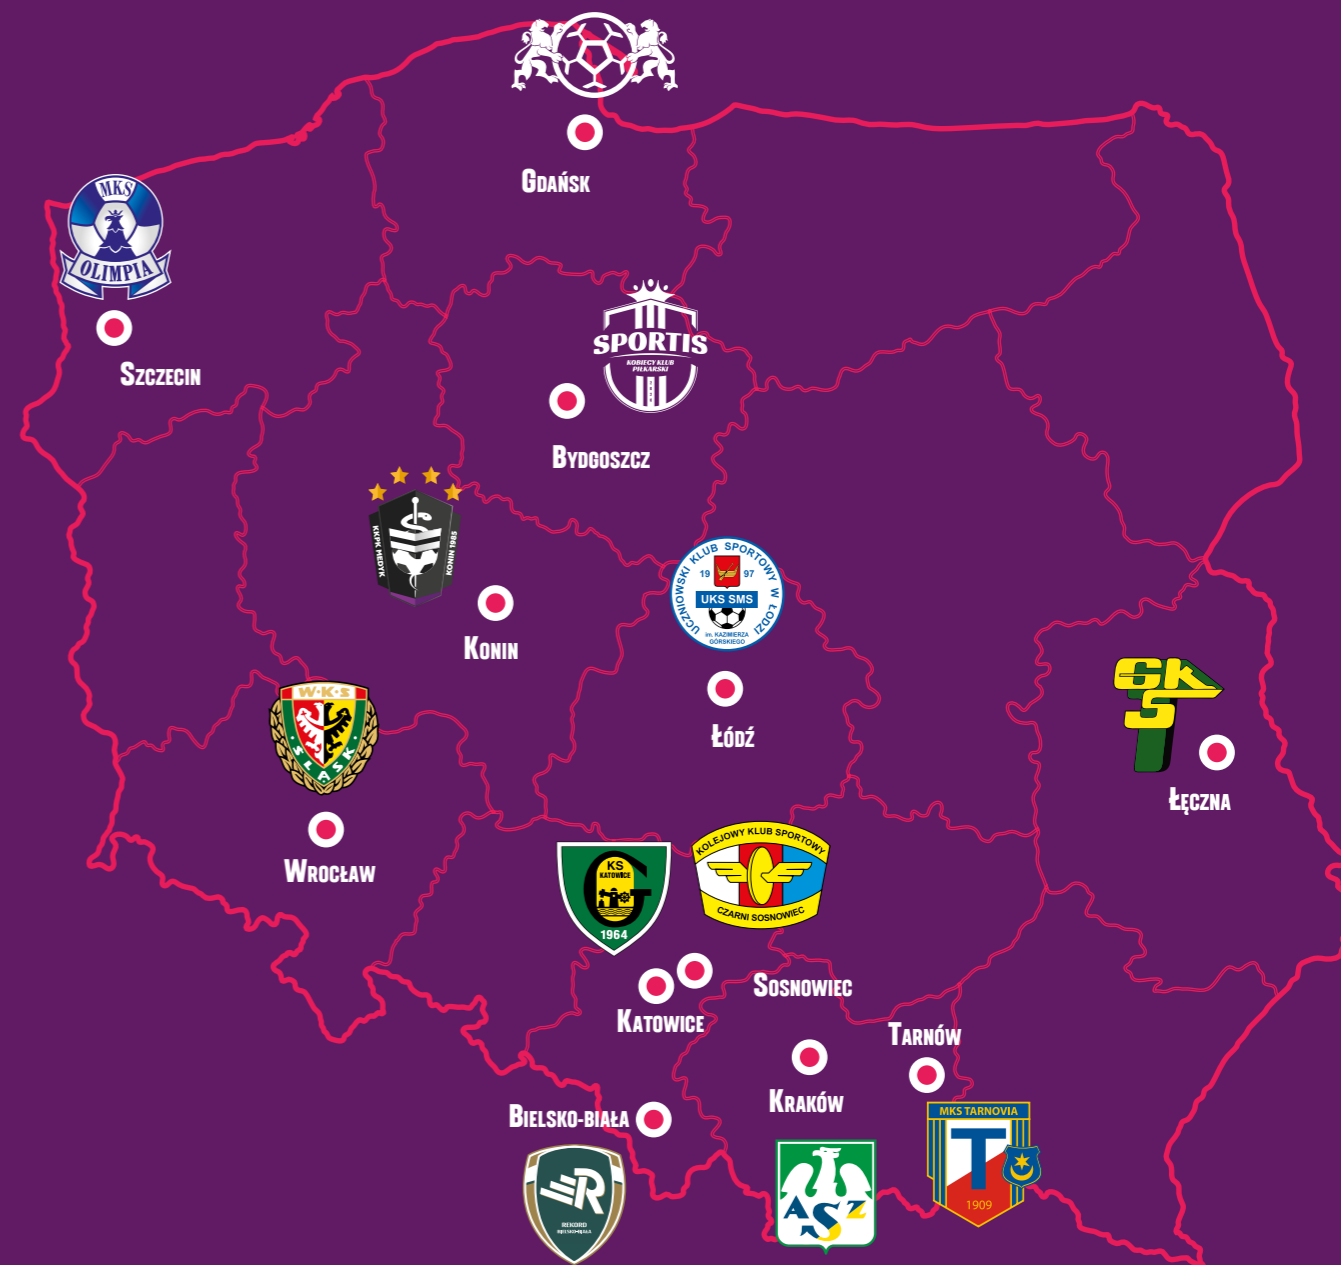 Gdańsk
MKS
OLIMPIA
Szczecin
SPORTIS
KOBIECY KLUB
PIŁKARSKI
Bydgoszcz
KKPK MEDYK
KONIN 1985
Konin
UCZNIOWSKI KLUB SPORTOWY W ŁODZI
19 97
UKS SMS
im. KAZIMIERZA
GÓRSKIEGO
Łódź
GKS
Łęczna
W·K·S
ŚLĄSK
Wrocław
KS
KATOWICE
G
1964
KOLEJOWY KLUB SPORTOWY
CZARNI SOSNOWIEC
Sosnowiec
Katowice
Tarnów
Kraków
Bielsko-biała
MKS TARNOVIA
T
1909
R
REKORD
BIELSKO-BIAŁA
AZS